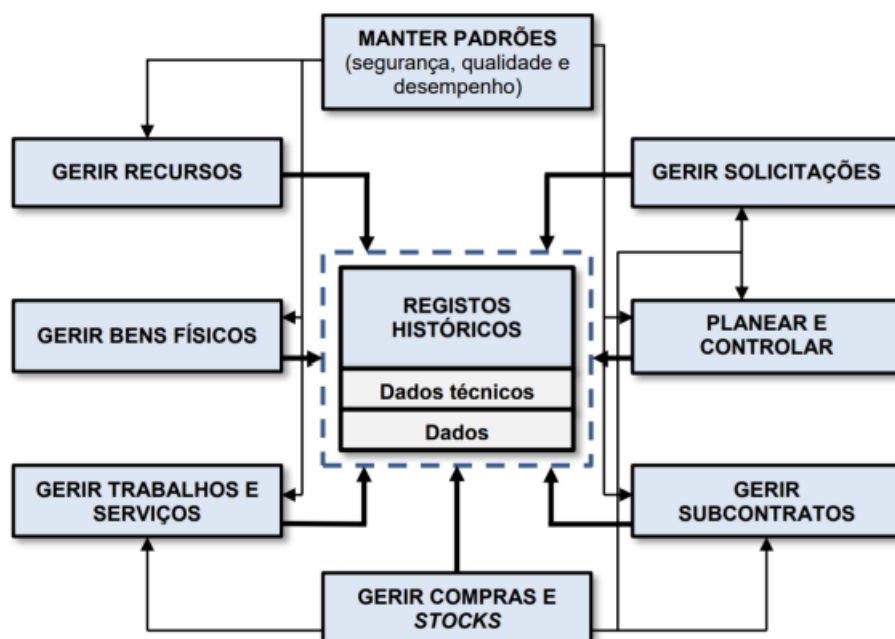 MANTER PADRÕES
(segurança, qualidade e
desempenho)
GERIR RECURSOS
GERIR SOLICITAÇÕES
REGISTOS
HISTÓRICOS
GERIR BENS FÍSICOS
PLANEAR E
CONTROLAR
Dados técnicos
Dados
GERIR TRABALHOS E
SERVIÇOS
GERIR
SUBCONTRATOS
GERIR COMPRAS E
STOCKS